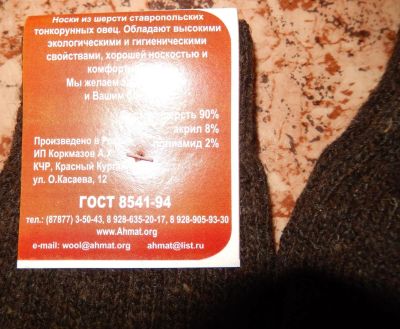 Носки из шерсти ставропольских
тонкорунных овец. Обладают высокими
экологическими и гигиеническими
свойствами, хорошей носкостью и
Мы желаем
и Вашим
90%
акрил 8%
Произведено в
полиамид 2%
ИП Коркмазов А.Х.
КЧР, Красный Курган
ул. О.Касаева, 12
ГОСТ 8541-94
тел.: (87877) 3-50-43, 8 928-635-20-17, 8 928-905-93-30
www.Ahmat.org
e-mail: wool@ahmat.org ahmat@list.ru